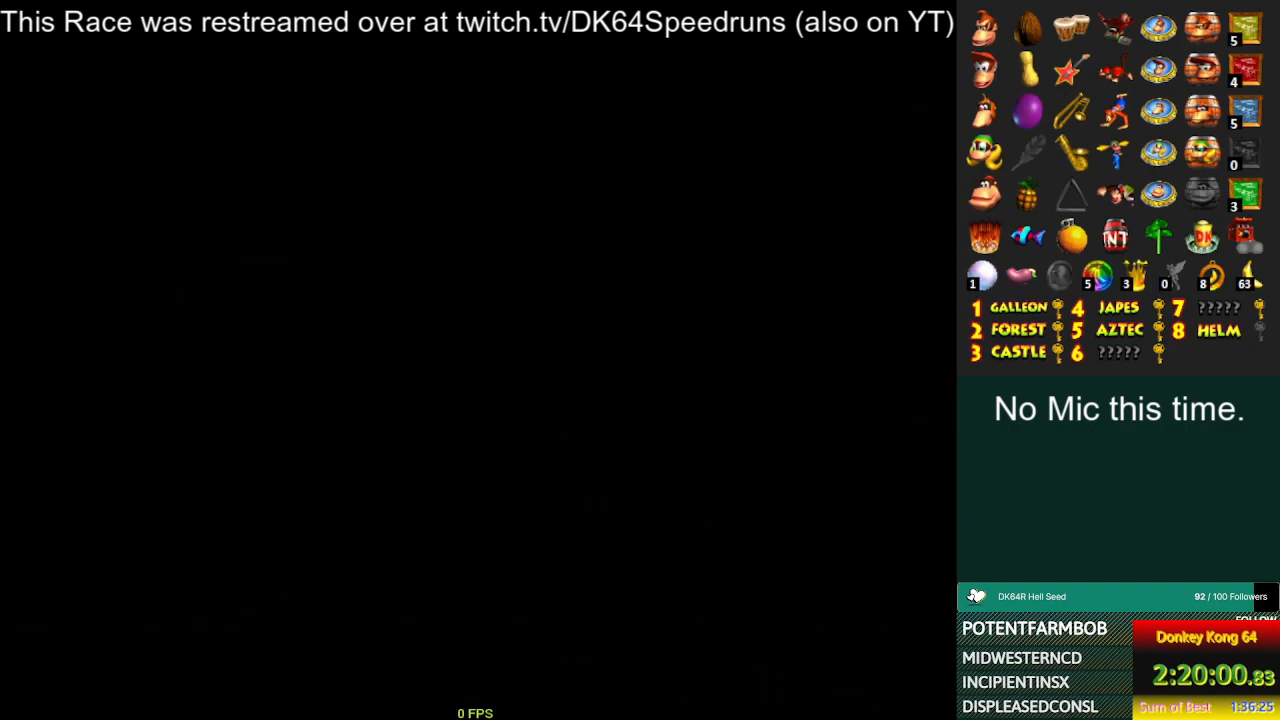 This Race was restreamed over at twitch.tv/DK64Speedruns (also on YT)
5
4
5
0
3
NT
DK
1 5 3 0 8 63
1 GALLEON 4 JAPES 7 ?????
2 FOREST 5 AZTEC 8 HELM
3 CASTLE 6 ?????
No Mic this time.
DK64R Hell Seed 92 / 100 Followers
POTENTFARMBOB
MIDWESTERNCD
INCIPIENTINSX
DISPLEASEDCONSL
FOLLOW
Donkey Kong 64
2:20:00.83
Sum of Best 1:36:25
0 FPS